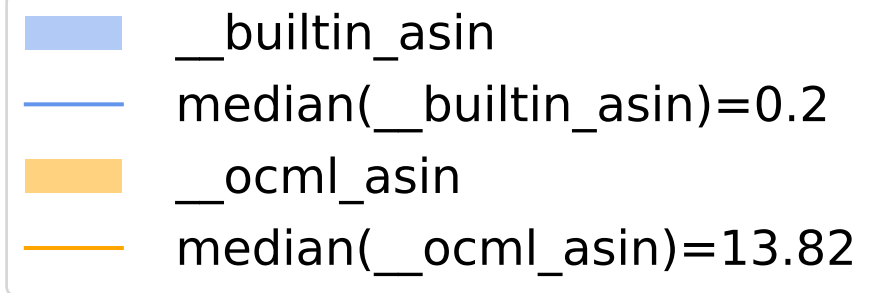 __builtin_asin
median(__builtin_asin)=0.2
__ocml_asin
median(__ocml_asin)=13.82